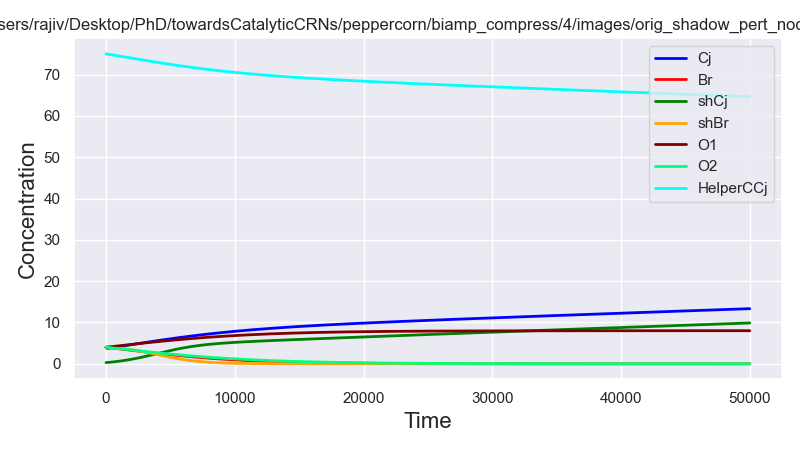 sers/rajiv/Desktop/PhD/towardsCatalyticCRNs/peppercorn/biamp_compress/4/images/orig_shadow_pert_noc
Concentration
70
60
50
40
30
20
10
0
0
10000
20000
30000
40000
50000
Time
Cj
Br
shCj
shBr
O1
O2
HelperCCj